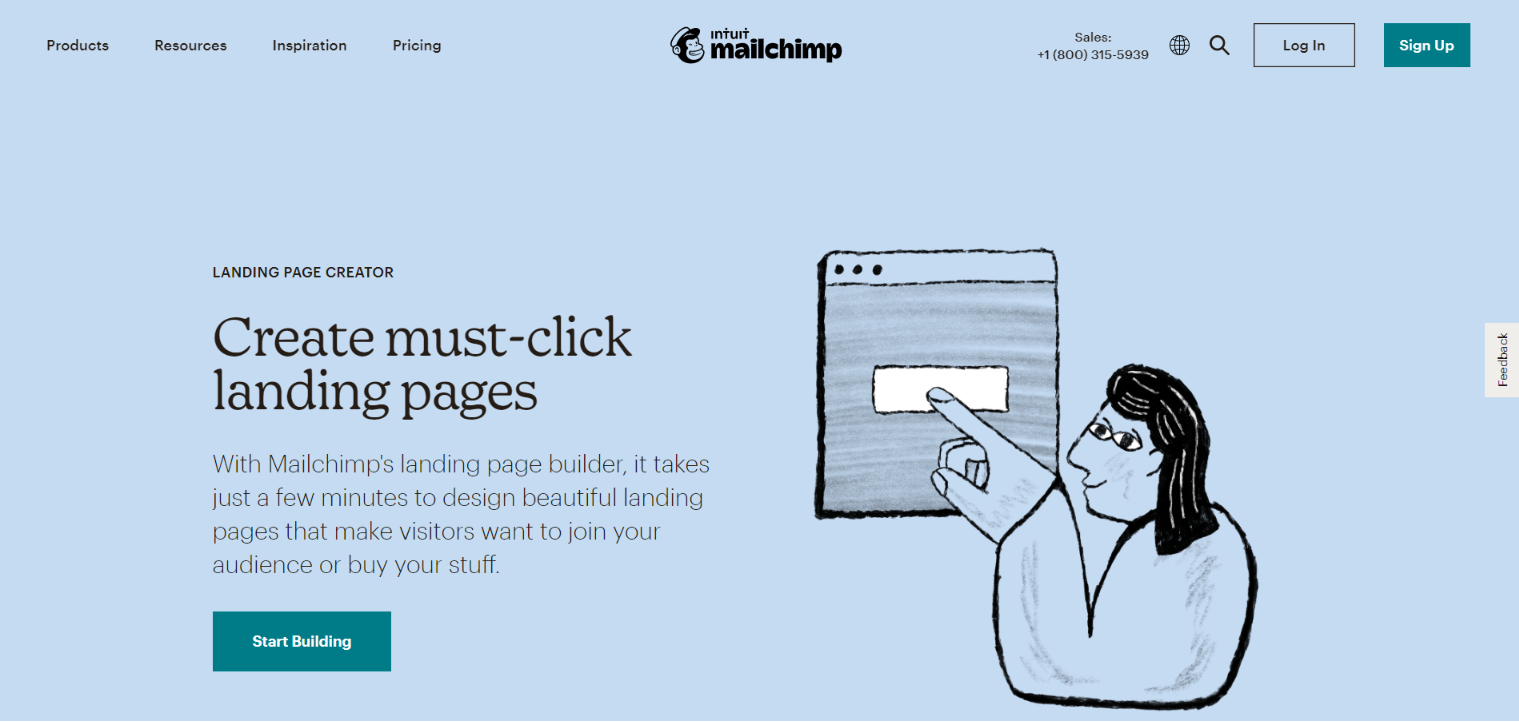 Products
Resources
Inspiration
Pricing
intuit
mailchimp
Sales:
+1 (800) 315-5939
Log In
Sign Up
LANDING PAGE CREATOR
Create must-click
landing pages
With Mailchimp's landing page builder, it takes
just a few minutes to design beautiful landing
pages that make visitors want to join your
audience or buy your stuff.
Start Building
Feedback